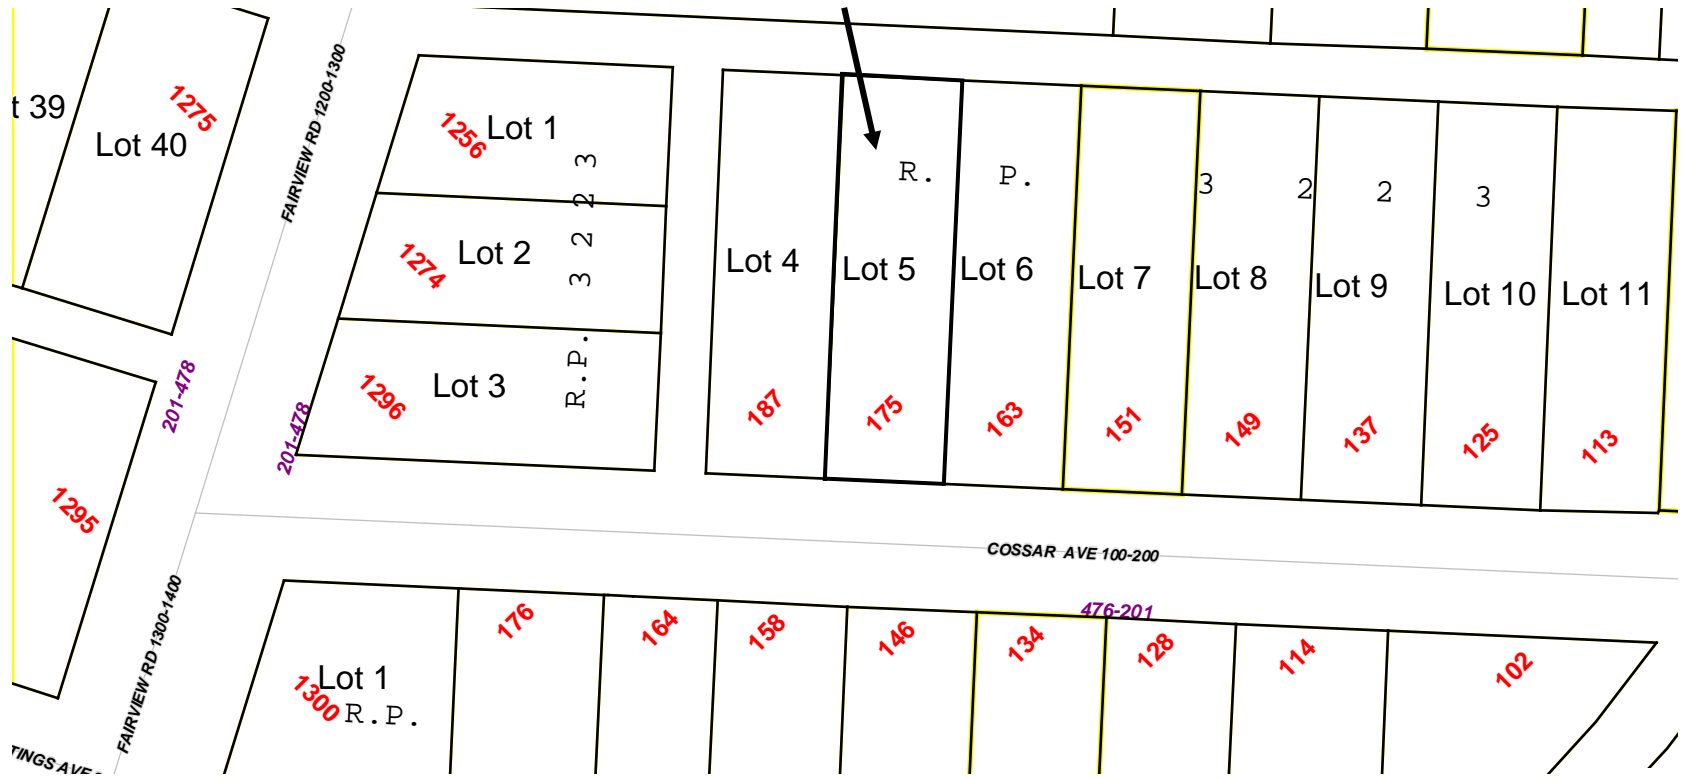 t 39
Lot 40
1275
FAIRVIEW RD 1200-1300
1256
Lot 1
1274
Lot 2
1296
Lot 3
R.P. 3 2 2 3
R. P. 3 2 2 3
Lot 4
Lot 5
Lot 6
Lot 7
Lot 8
Lot 9
Lot 10
Lot 11
187
175
163
151
149
137
125
113
201-478
201-478
1295
COSSAR AVE 100-200
476-201
FAIRVIEW RD 1300-1400
176
164
158
146
134
128
114
102
Lot 1
1300
R.P.
TINGS AVE